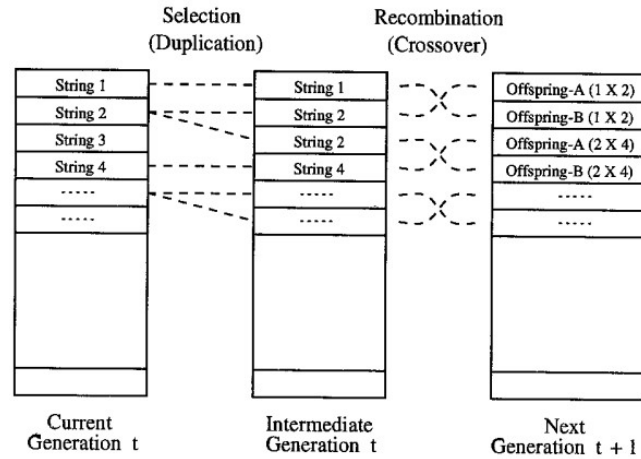 Selection
(Duplication)
Recombination
(Crossover)
String 1
String 2
String 3
String 4
-----
-----
String 1
String 2
String 2
String 4
-----
-----
Offspring-A (1 X 2)
Offspring-B (1 X 2)
Offspring-A (2 X 4)
Offspring-B (2 X 4)
-----
-----
Current
Generation t
Intermediate
Generation t
Next
Generation t + 1